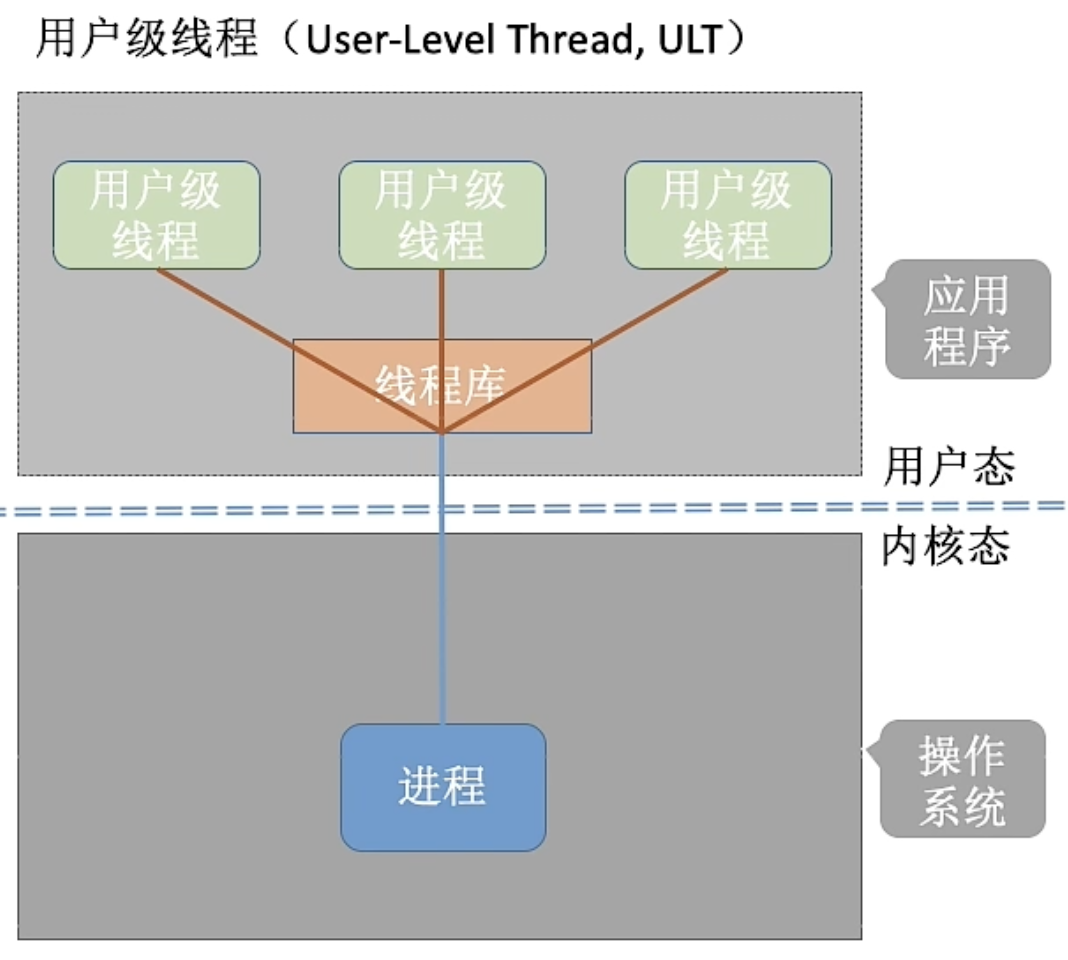 用户级线程（User-Level Thread, ULT）
用户级
线程
用户级
线程
用户级
线程
应用
程序
线程库
用户态
内核态
进程
操作
系统